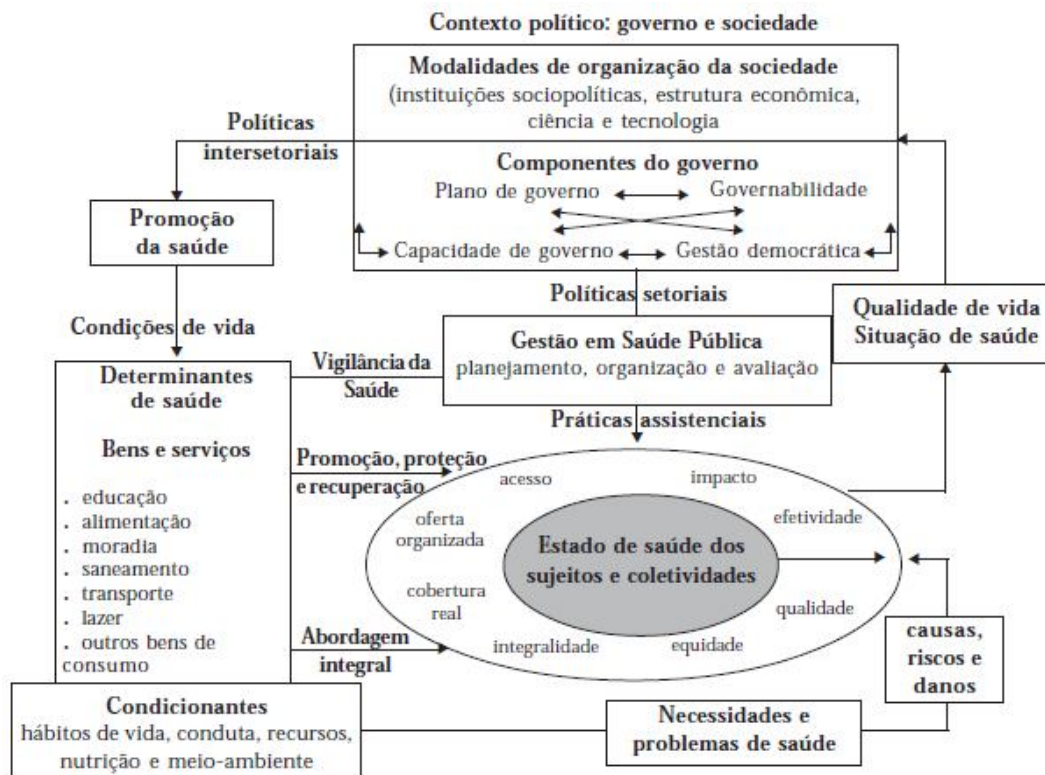 Contexto político: governo e sociedade
Modalidades de organização da sociedade
(instituições sociopolíticas, estrutura econômica,
ciência e tecnologia
Componentes do governo
Plano de governo
Governabilidade
Capacidade de governo
Gestão democrática
Políticas
intersetoriais
Promoção
da saúde
Condições de vida
Políticas setoriais
Gestão em Saúde Pública
planejamento, organização e avaliação
Qualidade de vida
Situação de saúde
Vigilância da
Saúde
Práticas assistenciais
Determinantes
de saúde
Bens e serviços
. educação
. alimentação
. moradia
. saneamento
. transporte
. lazer
. outros bens de
consumo
Promoção, proteção
e recuperação
Abordagem
integral
acesso
impacto
oferta
organizada
efetividade
Estado de saúde dos
sujeitos e coletividades
cobertura
real
qualidade
integralidade
equidade
causas,
riscos e
danos
Condicionantes
hábitos de vida, conduta, recursos,
nutrição e meio-ambiente
Necessidades e
problemas de saúde